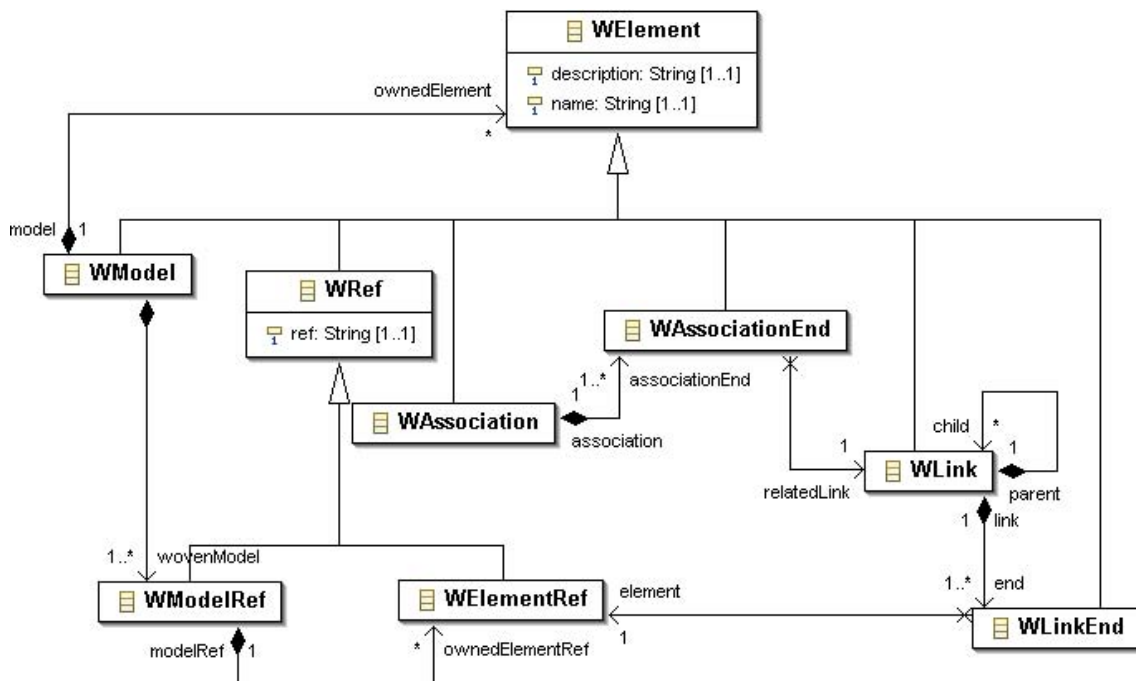 WElement
description: String [1..1]
name: String [1..1]
ownedElement
*
model
1
WModel
WRef
ref: String [1..1]
WAssociationEnd
1..*
associationEnd
1
WAssociation
association
child
*
1
1
WLink
relatedLink
parent
1
link
1..*
wovenModel
WModelRef
WElementRef
element
1..*
end
1
WLinkEnd
modelRef
1
*
ownedElementRef